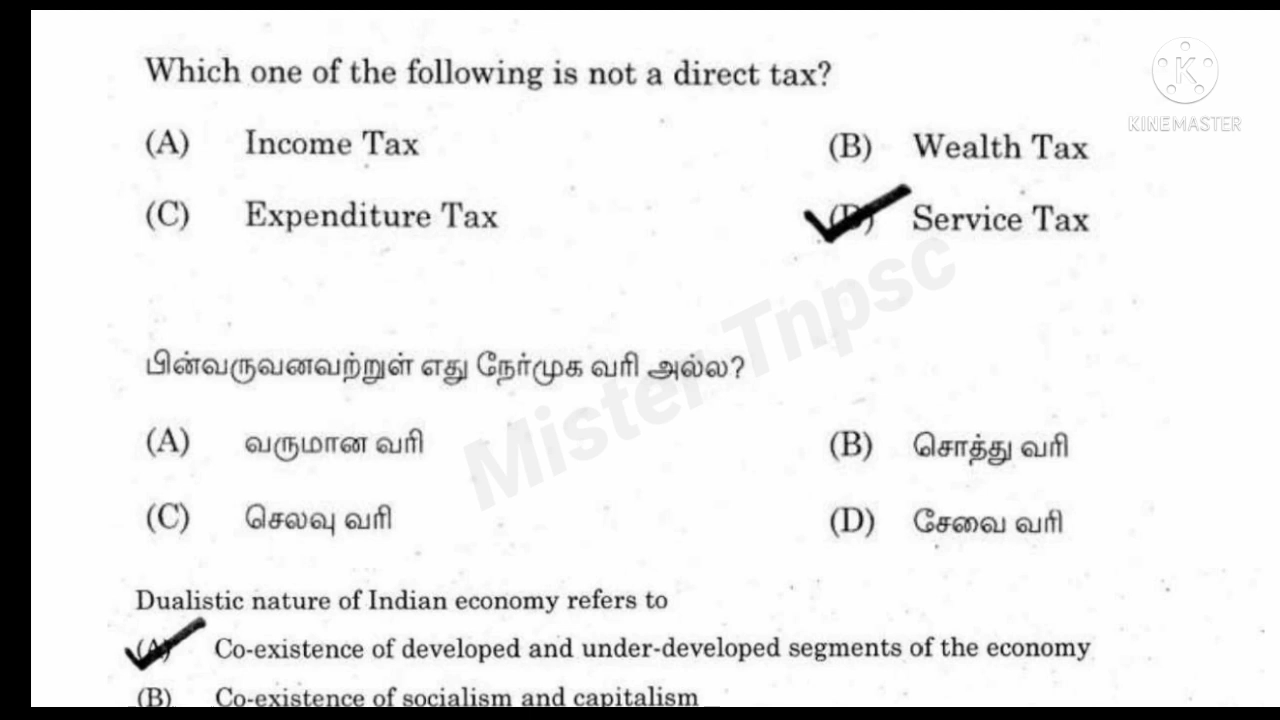 Which one of the following is not a direct tax?
(A) Income Tax (B) Wealth Tax
(C) Expenditure Tax (D) Service Tax
பின்வருவனவற்றுள் எது நேர்முக வரி அல்ல?
(A) வருமான வரி (B) சொத்து வரி
(C) செலவு வரி (D) சேவை வரி
Dualistic nature of Indian economy refers to
(A) Co-existence of developed and under-developed segments of the economy
(B) Co-existence of socialism and capitalism
Mister Tnpsc
K
KINEMASTER